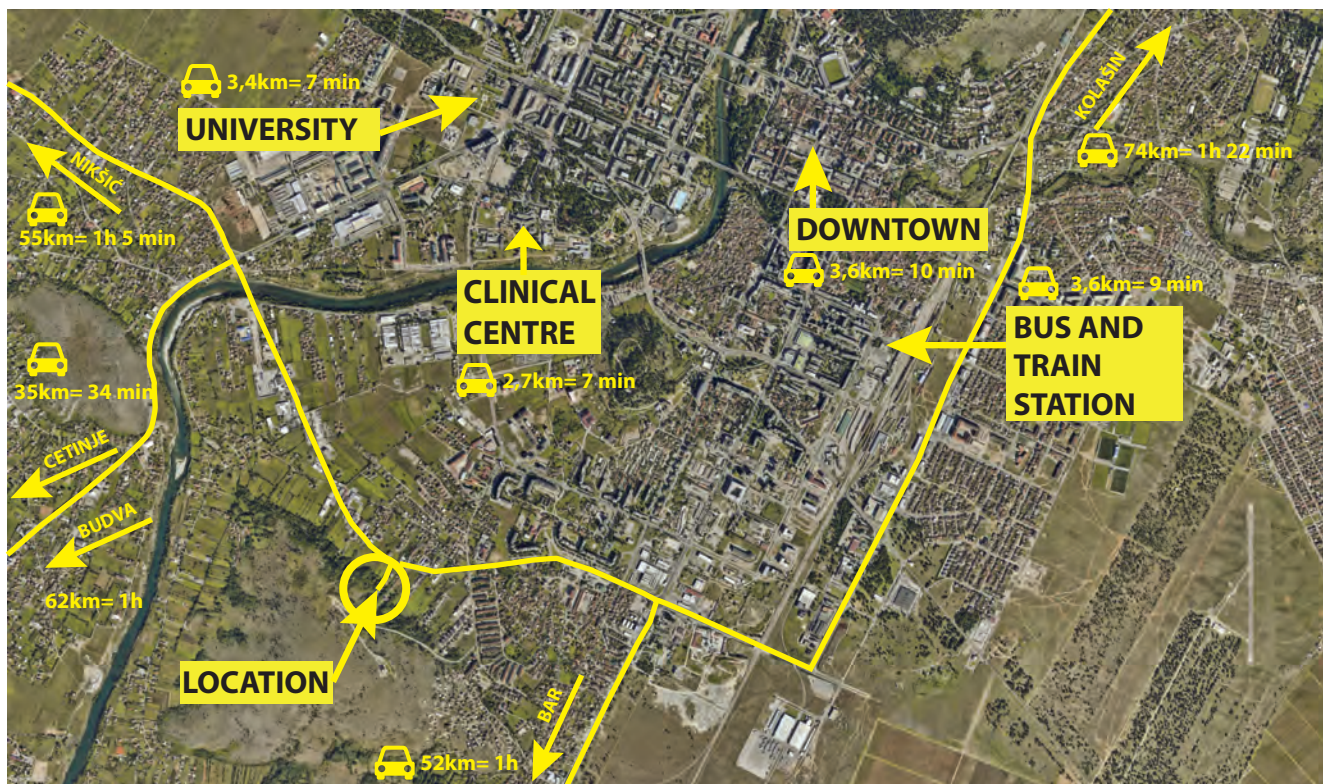 3,4km= 7 min
UNIVERSITY
KOLAŠIN
74km= 1h 22 min
NIKŠIĆ
55km= 1h 5 min
DOWNTOWN
3,6km= 10 min
CLINICAL
CENTRE
2,7km= 7 min
3,6km= 9 min
BUS AND
TRAIN
STATION
35km= 34 min
CETINJE
BUDVA
62km= 1h
LOCATION
BAR
52km= 1h